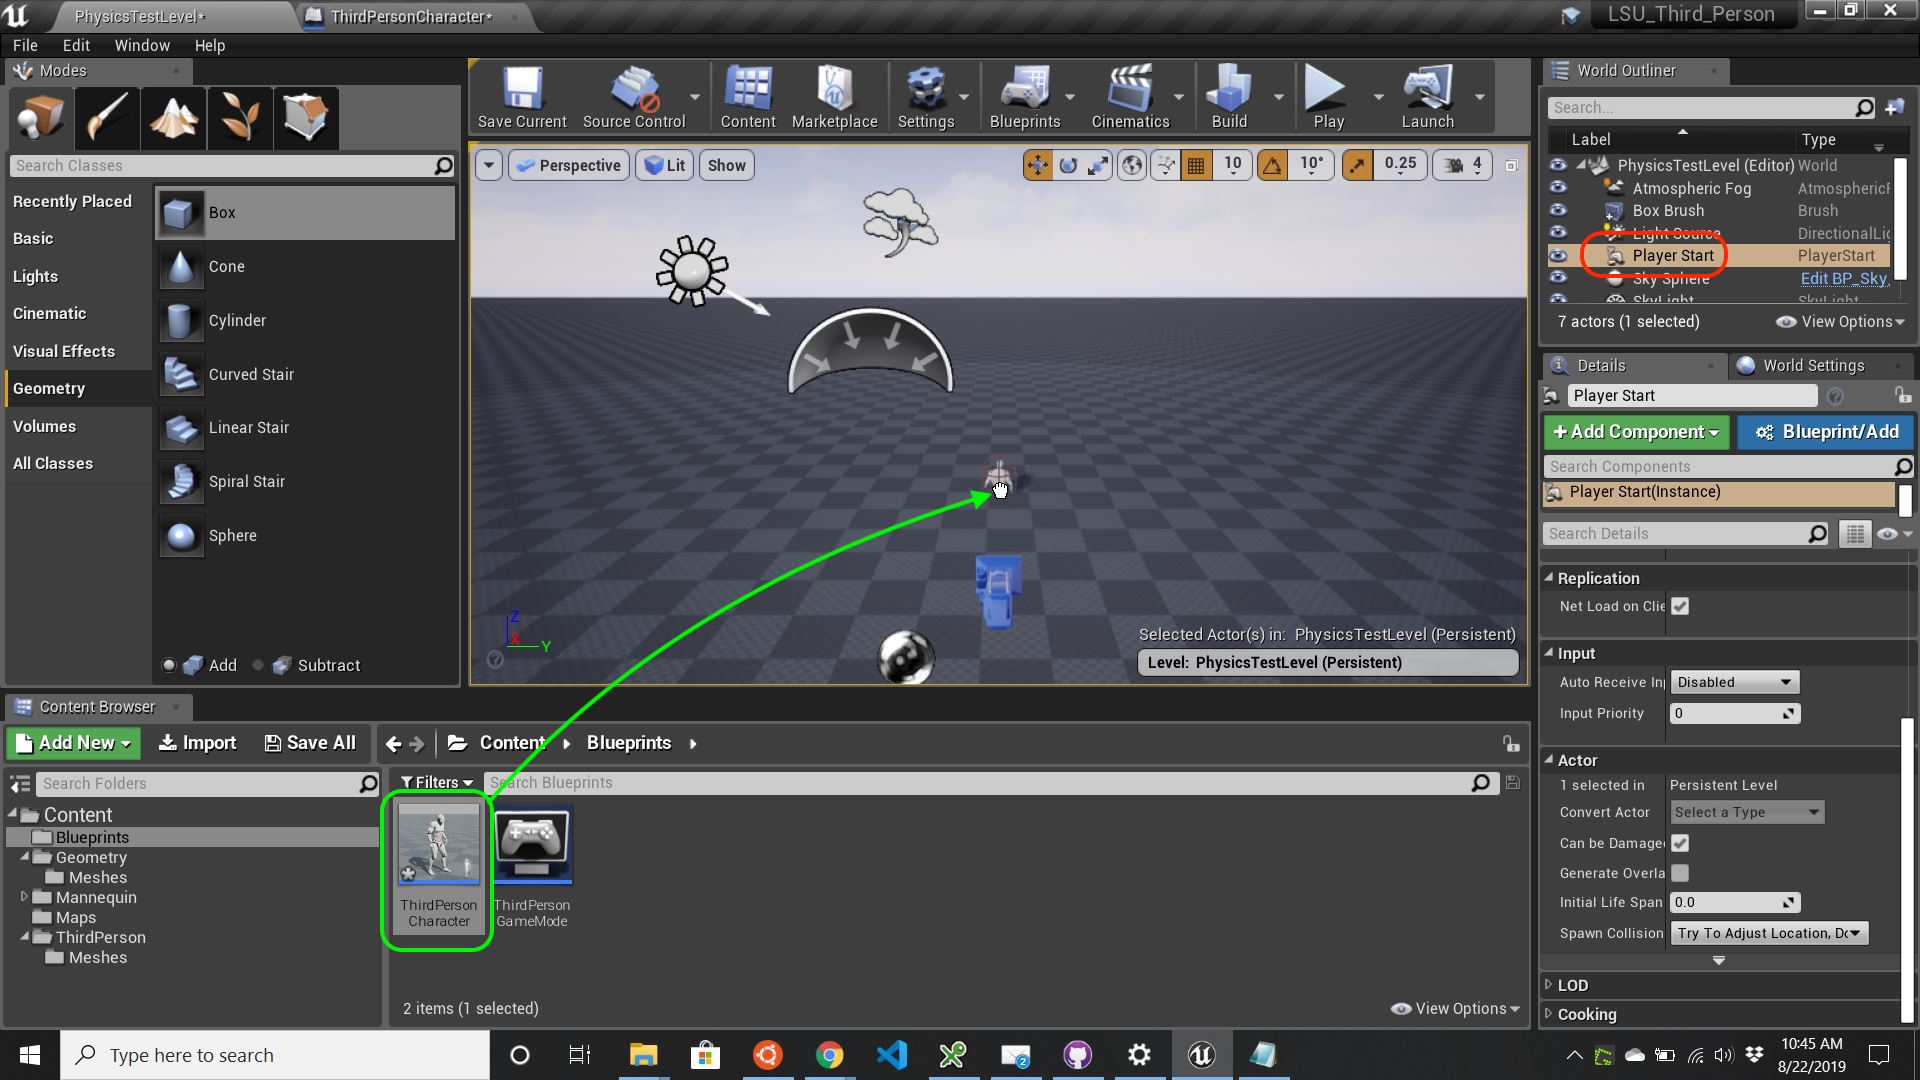 PhysicsTestLevel*
ThirdPersonCharacter*
LSU_Third_Person
File Edit Window Help
Modes
Search Classes
Recently Placed
Basic
Lights
Cinematic
Visual Effects
Geometry
Volumes
All Classes
Box
Cone
Cylinder
Curved Stair
Linear Stair
Spiral Stair
Sphere
Add
Subtract
Save Current Source Control Content Marketplace Settings Blueprints Cinematics Build Play Launch
Perspective Lit Show 10 10° 0.25 4
Z
X
Y
Selected Actor(s) in: PhysicsTestLevel (Persistent)
Level: PhysicsTestLevel (Persistent)
World Outliner
Search...
Label Type
PhysicsTestLevel (Editor) World
Atmospheric Fog AtmosphericF
Box Brush Brush
Light Source DirectionalLig
Player Start PlayerStart
Sky Sphere Edit BP_Sky
SkyLight SkyLight
7 actors (1 selected) View Options
Details World Settings
Player Start
+ Add Component Blueprint/Add
Search Components
Player Start(Instance)
Search Details
Replication
Net Load on Clie
Input
Auto Receive In Disabled
Input Priority 0
Actor
1 selected in Persistent Level
Convert Actor Select a Type
Can be Damage
Generate Overla
Initial Life Span 0.0
Spawn Collision Try To Adjust Location, Do
LOD
Cooking
Content Browser
Add New Import Save All Content Blueprints
Search Folders
Filters Search Blueprints
Content
Blueprints
Geometry
Meshes
Mannequin
Maps
ThirdPerson
Meshes
ThirdPerson
Character
ThirdPerson
GameMode
2 items (1 selected) View Options
Type here to search
2
10:45 AM
8/22/2019